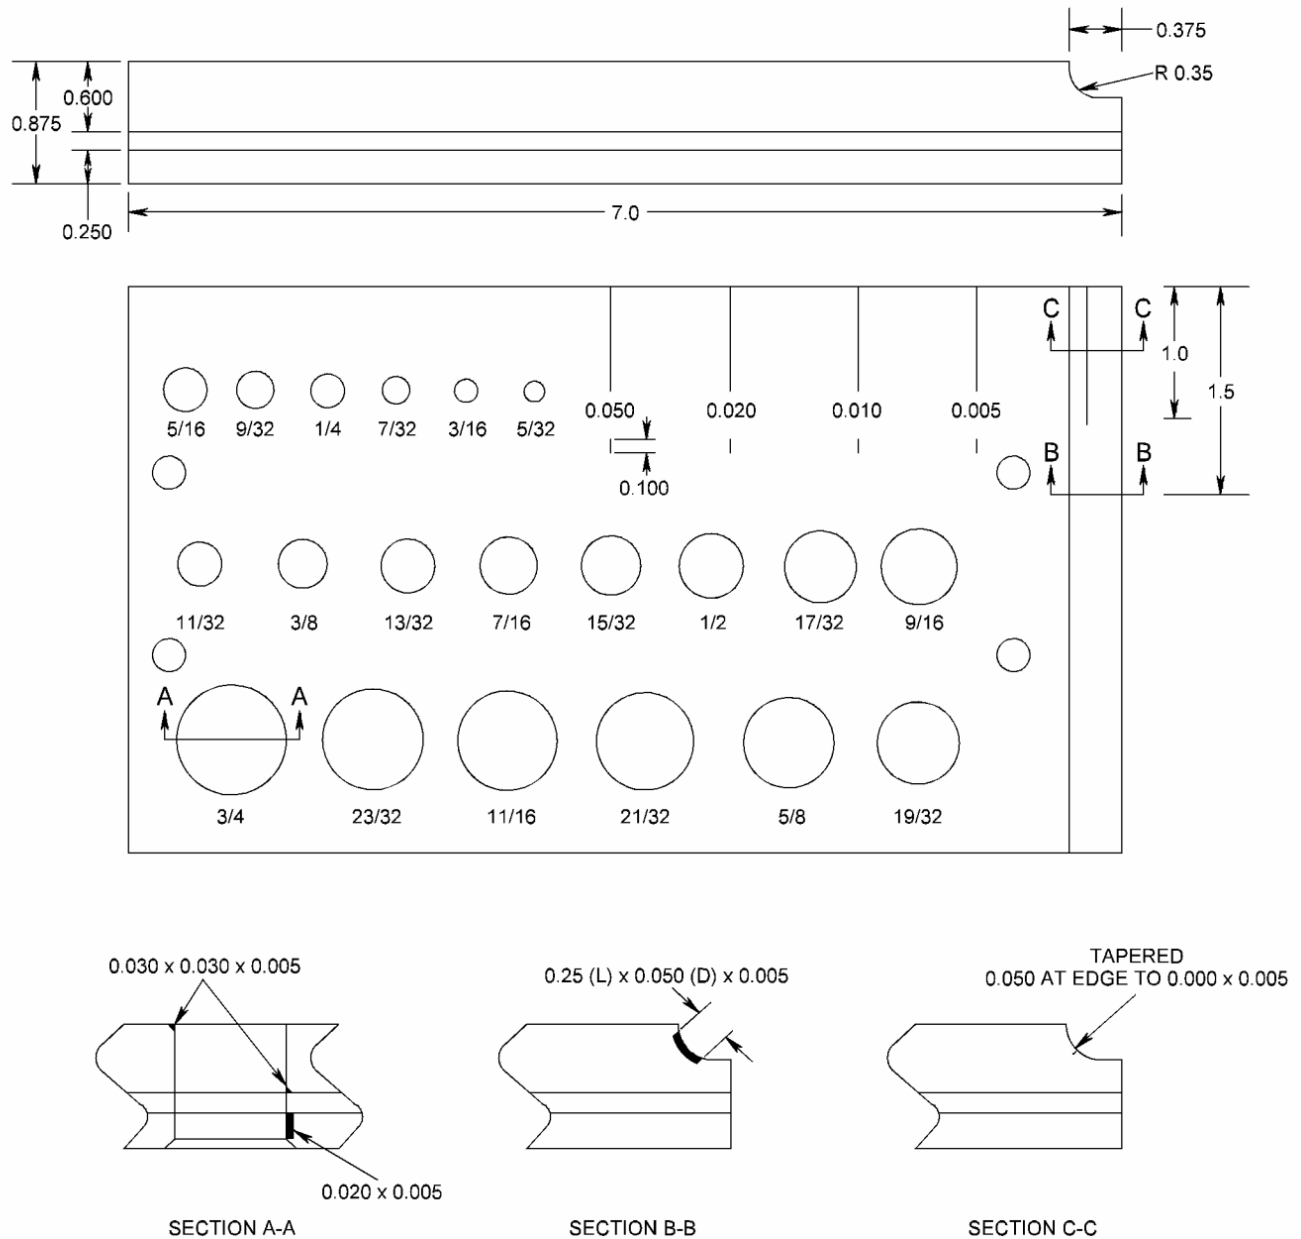 0.375
R 0.35
0.600
0.875
7.0
0.250
C C
1.0
1.5
0.050 0.020 0.010 0.005
5/16 9/32 1/4 7/32 3/16 5/32
B B
0.100
11/32 3/8 13/32 7/16 15/32 1/2 17/32 9/16
A A
3/4 23/32 11/16 21/32 5/8 19/32
0.030 x 0.030 x 0.005
0.25 (L) x 0.050 (D) x 0.005
TAPERED
0.050 AT EDGE TO 0.000 x 0.005
0.020 x 0.005
SECTION A-A
SECTION B-B
SECTION C-C